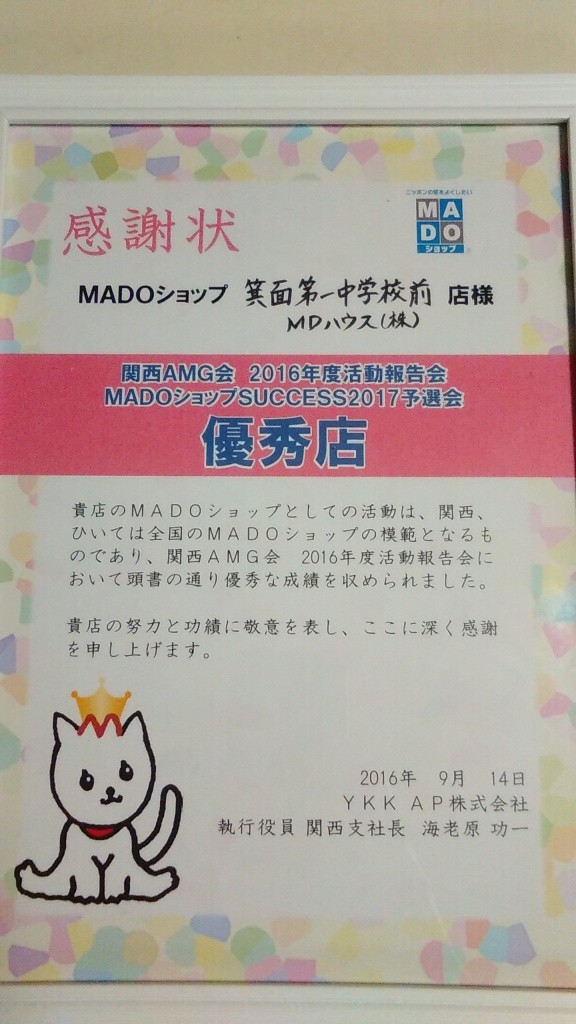 感謝状
ニッポンの窓をよくしたい
MADO
ショップ
MADOショップ 箕面第一中学校前 店様
MDハウス(株)
関西AMG会 2016年度活動報告会
MADOショップSUCCESS2017予選会
優秀店
貴店のMADOショップとしての活動は、関西、
ひいては全国のMADOショップの模範となるも
のであり、関西AMG会 2016年度活動報告会に
おいて頭書の通り優秀な成績を収められました。
貴店の努力と功績に敬意を表し、ここに深く感謝
を申し上げます。
2016年 9月 14日
YKK AP株式会社
執行役員 関西支社長 海老原 功一